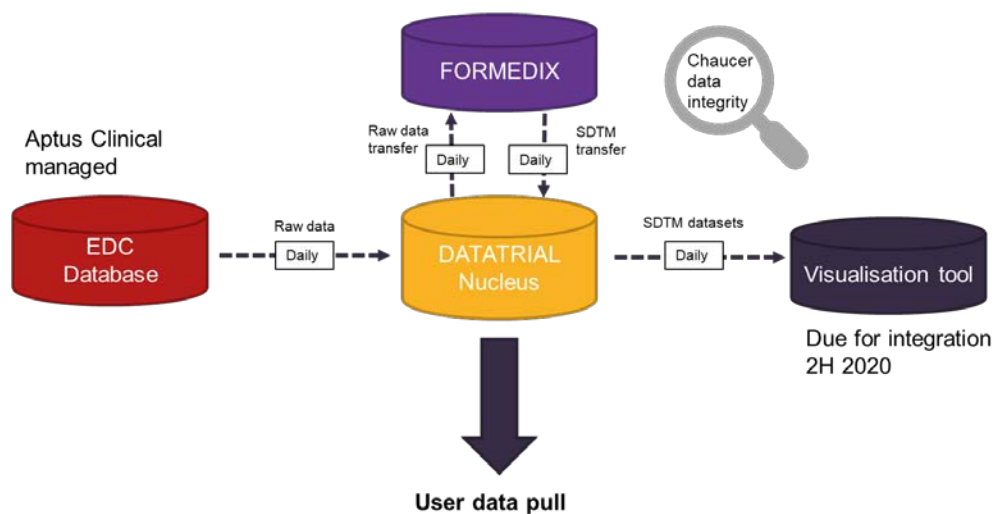 FORMEDIX
Chaucer
data
integrity
Aptus Clinical
managed
Raw data
transfer
Daily
SDTM
transfer
Daily
EDC
Database
Raw data
Daily
DATATRIAL
Nucleus
SDTM datasets
Daily
Visualisation tool
Due for integration
2H 2020
User data pull